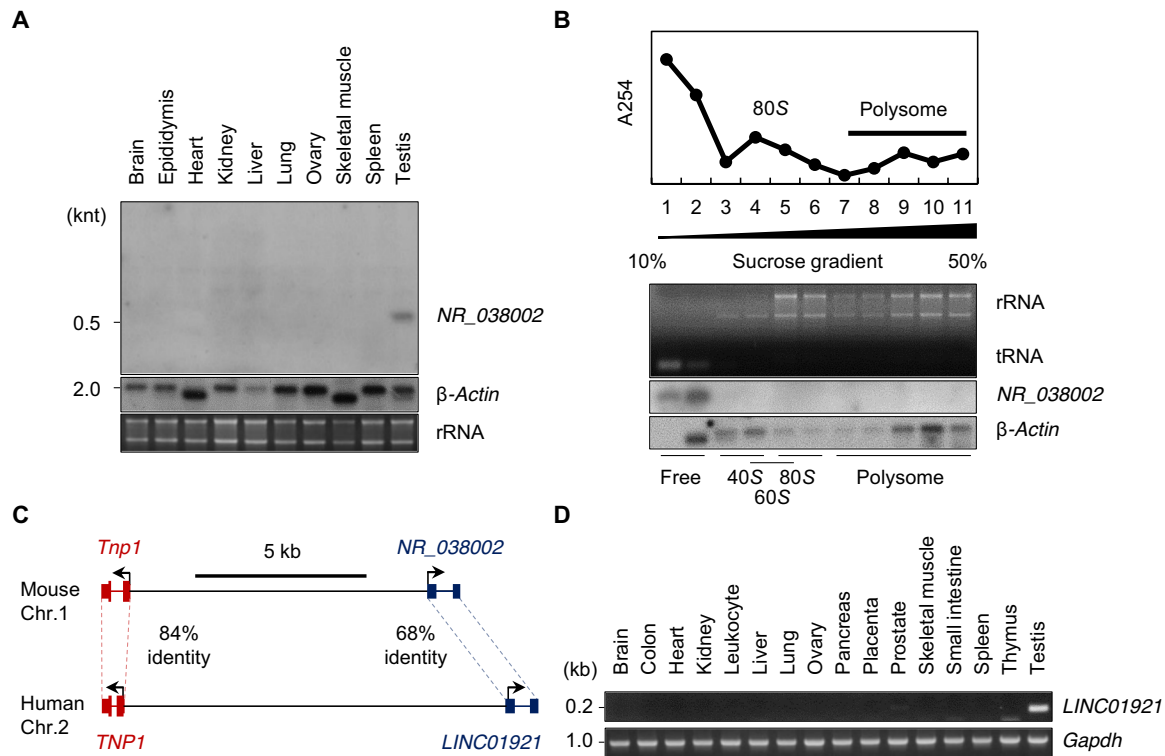 A
Brain
Epididymis
Heart
Kidney
Liver
Lung
Ovary
Skeletal muscle
Spleen
Testis
(knt)
0.5
NR_038002
2.0
β-Actin
rRNA
B
A254
80S
Polysome
1 2 3 4 5 6 7 8 9 10 11
10% Sucrose gradient 50%
rRNA
tRNA
NR_038002
β-Actin
Free 40S 80S Polysome
60S
C
Tnp1 5 kb NR_038002
Mouse
Chr.1
84%
identity
68%
identity
Human
Chr.2
TNP1 LINC01921
D
Brain
Colon
Heart
Kidney
Leukocyte
Liver
Lung
Ovary
Pancreas
Placenta
Prostate
Skeletal muscle
Small intestine
Spleen
Thymus
Testis
(kb)
0.2 LINC01921
1.0 Gapdh